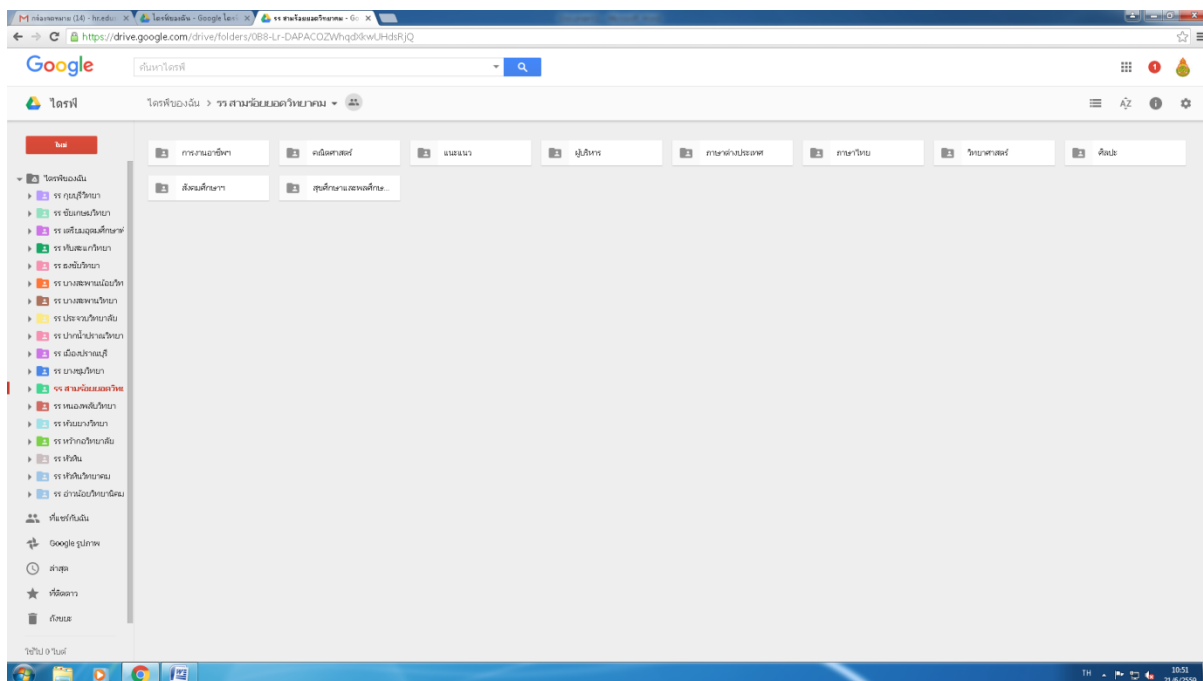 กล่องจดหมาย (24) - hr.educ
ไดรฟ์ของฉัน - Google ไดรฟ์
รร สามร้อยยอดวิทยาคม - Go
https://drive.google.com/drive/folders/0B8-Lr-DAPACOZWhqdXkwUHdsRjQ
Google
ค้นหาไดรฟ์
1
ไดรฟ์
ไดรฟ์ของฉัน > รร สามร้อยยอดวิทยาคม
AZ
ใหม่
การงานอาชีพฯ
คณิตศาสตร์
แนะแนว
ผู้บริหาร
ภาษาต่างประเทศ
ภาษาไทย
วิทยาศาสตร์
ศิลปะ
สังคมศึกษาฯ
สุขศึกษาและพลศึกษ...
ไดรฟ์ของฉัน
รร กุยบุรีวิทยา
รร ชัยเกษมวิทยา
รร เตรียมอุดมศึกษาพ
รร ทับสะแกวิทยา
รร ธงชัยวิทยา
รร บางสะพานน้อยวิท
รร บางสะพานวิทยา
รร ประจวบวิทยาลัย
รร ปากน้ำปราณวิทยา
รร เมืองปราณบุรี
รร ยางชุมวิทยา
รร สามร้อยยอดวิทย
รร หนองพลับวิทยา
รร ห้วยยางวิทยา
รร หว้ากอวิทยาลัย
รร หัวหิน
รร หัวหินวิทยาคม
รร อ่าวน้อยวิทยานิคม
ที่แชร์กับฉัน
Google รูปภาพ
ล่าสุด
ที่ติดดาว
ถังขยะ
ใช้ไป 0 ไบต์
TH
10:51
21/6/2559